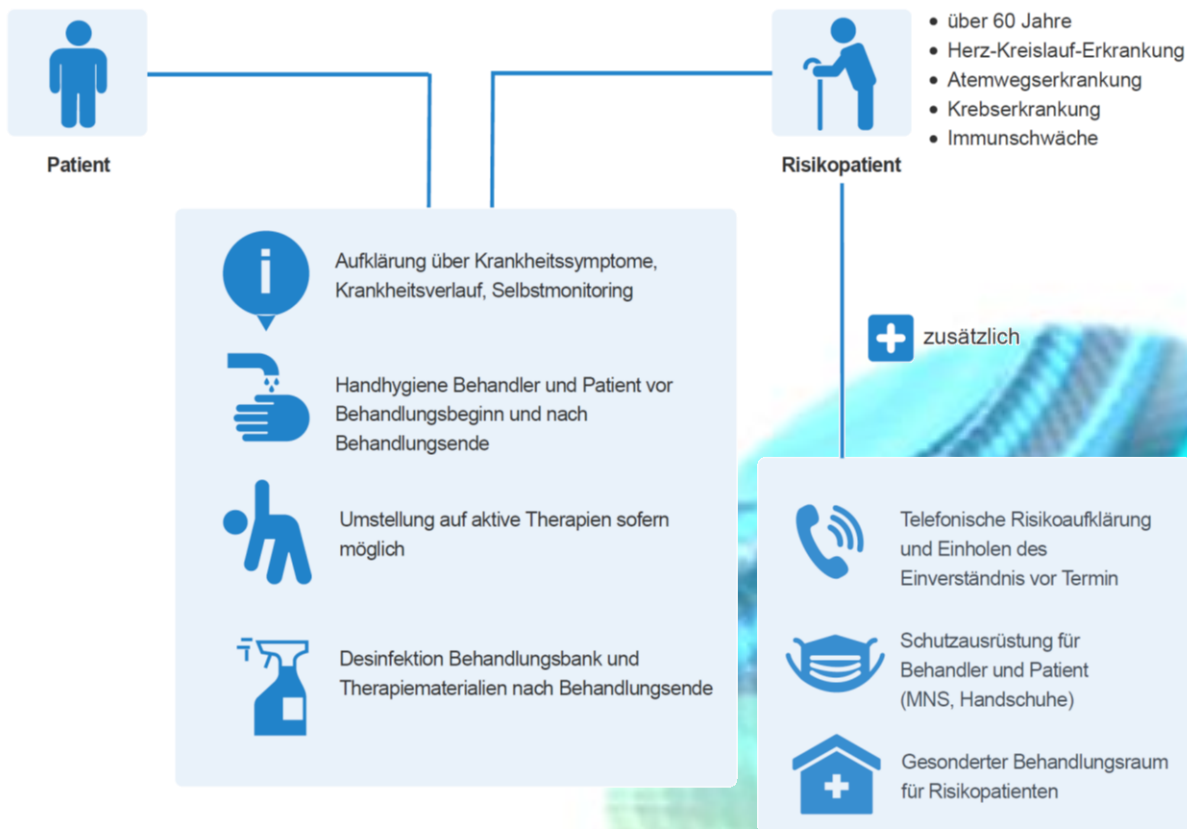 Patient
Risikopatient
• über 60 Jahre
• Herz-Kreislauf-Erkrankung
• Atemwegserkrankung
• Krebserkrankung
• Immunschwäche
i
Aufklärung über Krankheitssymptome,
Krankheitsverlauf, Selbstmonitoring
Handhygiene Behandler und Patient vor
Behandlungsbeginn und nach
Behandlungsende
Umstellung auf aktive Therapien sofern
möglich
Desinfektion Behandlungsbank und
Therapiematerialien nach Behandlungsende
zusätzlich
Telefonische Risikoaufklärung
und Einholen des
Einverständnis vor Termin
Schutzausrüstung für
Behandler und Patient
(MNS, Handschuhe)
Gesonderter Behandlungsraum
für Risikopatienten